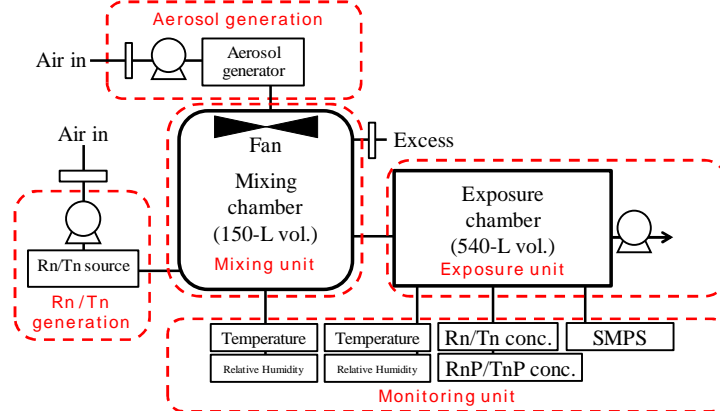 Aerosol generation
Air in
Aerosol
generator
Air in
Excess
Fan
Mixing
chamber
(150-L vol.)
Mixing unit
Exposure
chamber
(540-L vol.)
Exposure unit
Rn/Tn source
Rn/Tn
generation
Temperature
Relative Humidity
Temperature
Relative Humidity
Rn/Tn conc.
RnP/TnP conc.
SMPS
Monitoring unit